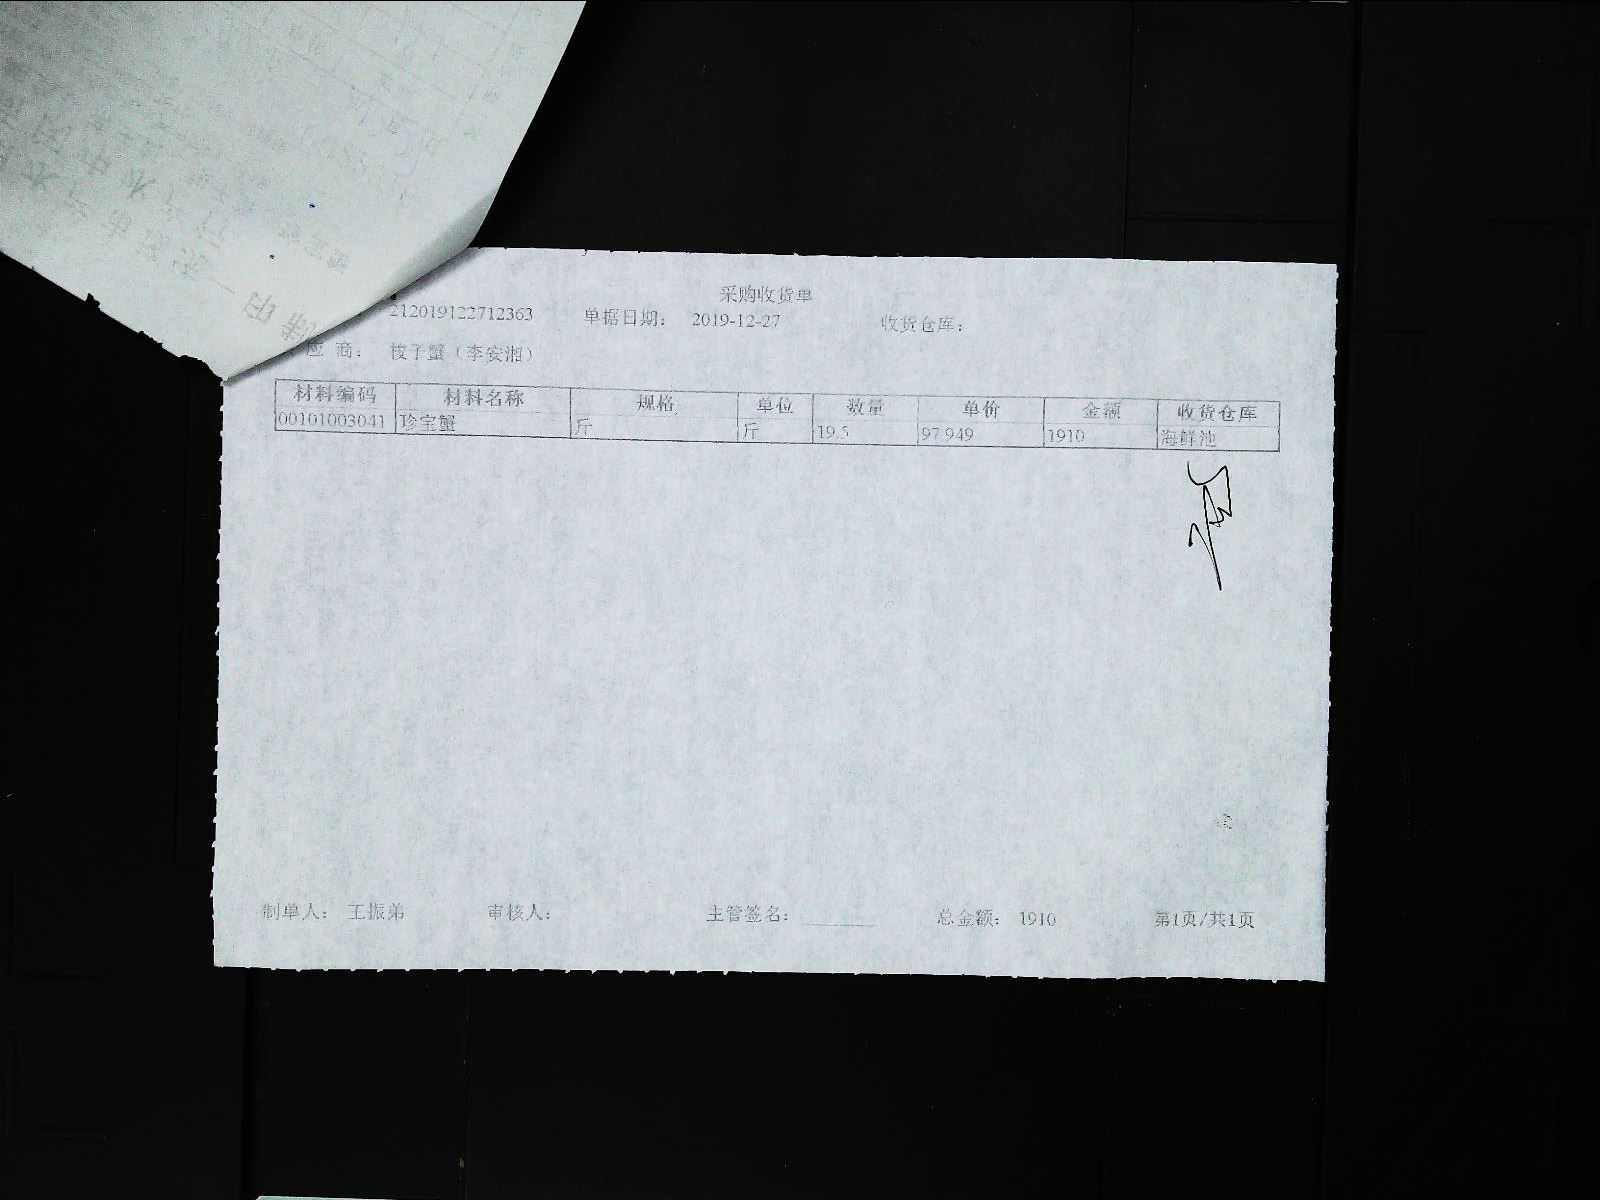 采购收货单
212019122712363 单据日期: 2019-12-27 收货仓库:
应 商: 梭子蟹(李安湘)
材料编码 材料名称 规格 单位 数量 单价 金额 收货仓库
00101003041 珍宝蟹 斤 斤 19.5 97.949 1910 海鲜池
制单人: 王振弟 审核人: 主管签名: 总金额: 1910 第1页/共1页